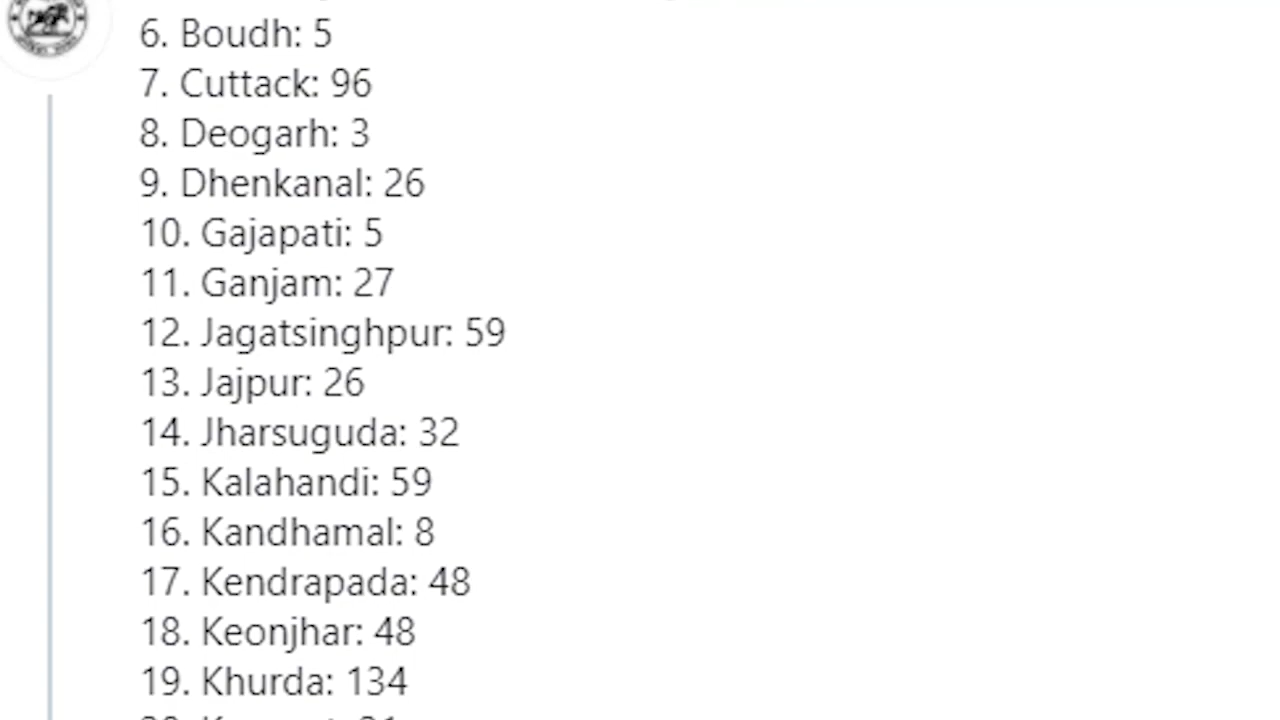 6. Boudh: 5
7. Cuttack: 96
8. Deogarh: 3
9. Dhenkanal: 26
10. Gajapati: 5
11. Ganjam: 27
12. Jagatsinghpur: 59
13. Jajpur: 26
14. Jharsuguda: 32
15. Kalahandi: 59
16. Kandhamal: 8
17. Kendrapada: 48
18. Keonjhar: 48
19. Khurda: 134